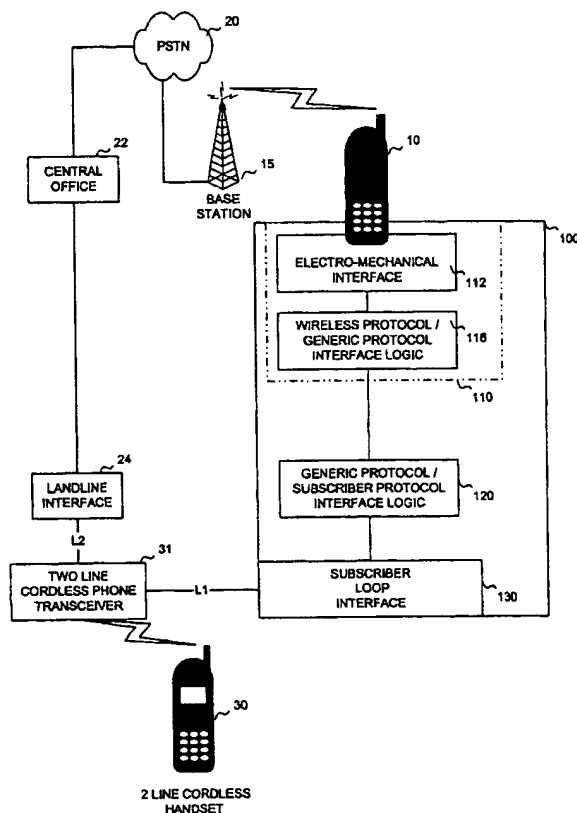 20
PSTN
22
CENTRAL
OFFICE
15
BASE
STATION
10
100
ELECTRO-MECHANICAL
INTERFACE
112
WIRELESS PROTOCOL /
GENERIC PROTOCOL
INTERFACE LOGIC
116
110
24
LANDLINE
INTERFACE
GENERIC PROTOCOL /
SUBSCRIBER PROTOCOL
INTERFACE LOGIC
120
L2
31
TWO LINE
CORDLESS PHONE
TRANSCEIVER
L1
SUBSCRIBER
LOOP
INTERFACE
130
30
2 LINE CORDLESS
HANDSET